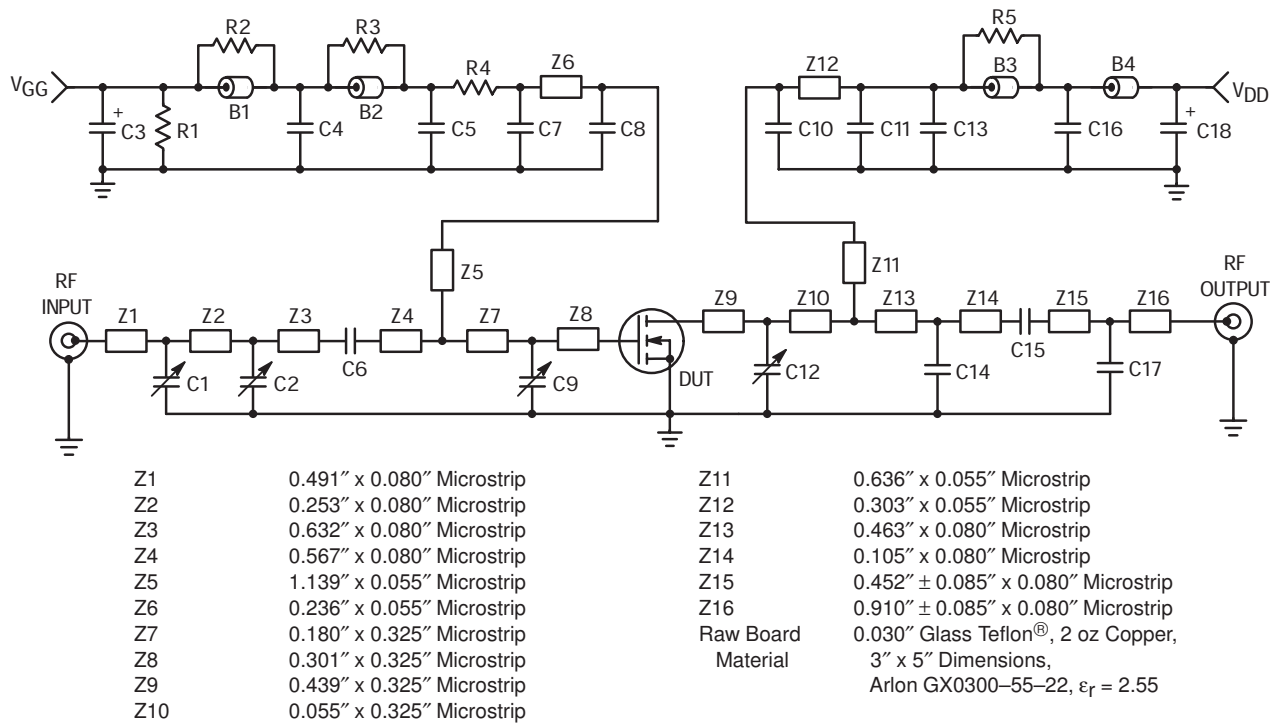 R2
R3
R4
Z6
VGG
+
C3
R1
B1
C4
B2
C5
C7
C8
R5
Z12
B3
B4
VDD
C10
C11
C13
C16
+
C18
Z5
Z11
RF
INPUT
Z1
Z2
Z3
Z4
Z7
Z8
C1
C2
C6
C9
DUT
Z9
Z10
Z13
Z14
Z15
Z16
RF
OUTPUT
C12
C14
C15
C17
Z1 0.491″ x 0.080″ Microstrip
Z2 0.253″ x 0.080″ Microstrip
Z3 0.632″ x 0.080″ Microstrip
Z4 0.567″ x 0.080″ Microstrip
Z5 1.139″ x 0.055″ Microstrip
Z6 0.236″ x 0.055″ Microstrip
Z7 0.180″ x 0.325″ Microstrip
Z8 0.301″ x 0.325″ Microstrip
Z9 0.439″ x 0.325″ Microstrip
Z10 0.055″ x 0.325″ Microstrip
Z11 0.636″ x 0.055″ Microstrip
Z12 0.303″ x 0.055″ Microstrip
Z13 0.463″ x 0.080″ Microstrip
Z14 0.105″ x 0.080″ Microstrip
Z15 0.452″ ± 0.085″ x 0.080″ Microstrip
Z16 0.910″ ± 0.085″ x 0.080″ Microstrip
Raw Board 0.030″ Glass Teflon®, 2 oz Copper,
Material 3″ x 5″ Dimensions,
Arlon GX0300–55–22, εr = 2.55